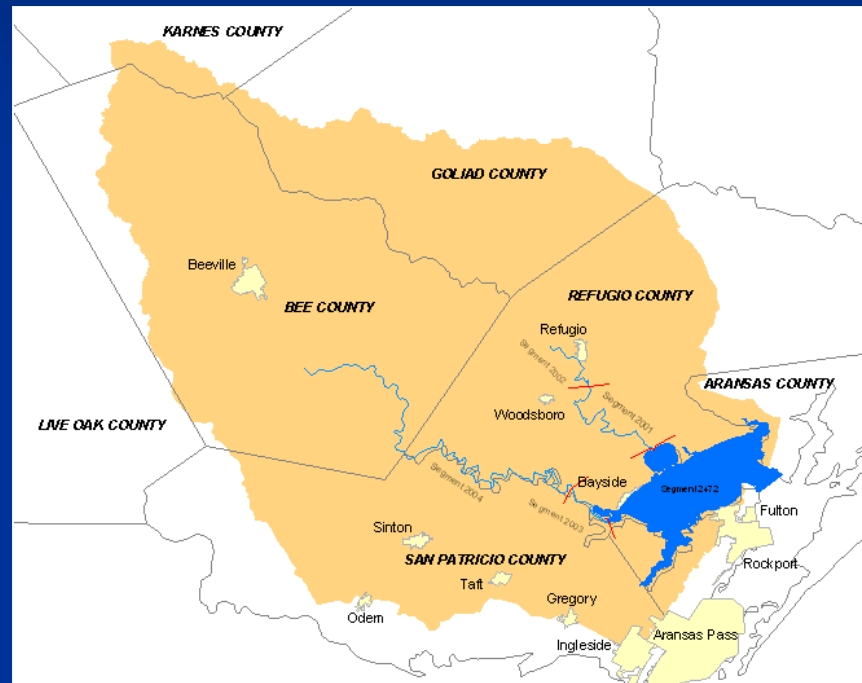 KARNES COUNTY
GOLIAD COUNTY
Beeville
BEE COUNTY
REFUGIO COUNTY
Refugio
Segment 2002
ARANSAS COUNTY
Segment 2001
Woodsboro
LIVE OAK COUNTY
Bayside
Segment 2472
Segment 2004
Fulton
Segment 2003
Sinton
SAN PATRICIO COUNTY
Rockport
Taft
Gregory
Odem
Aransas Pass
Ingleside